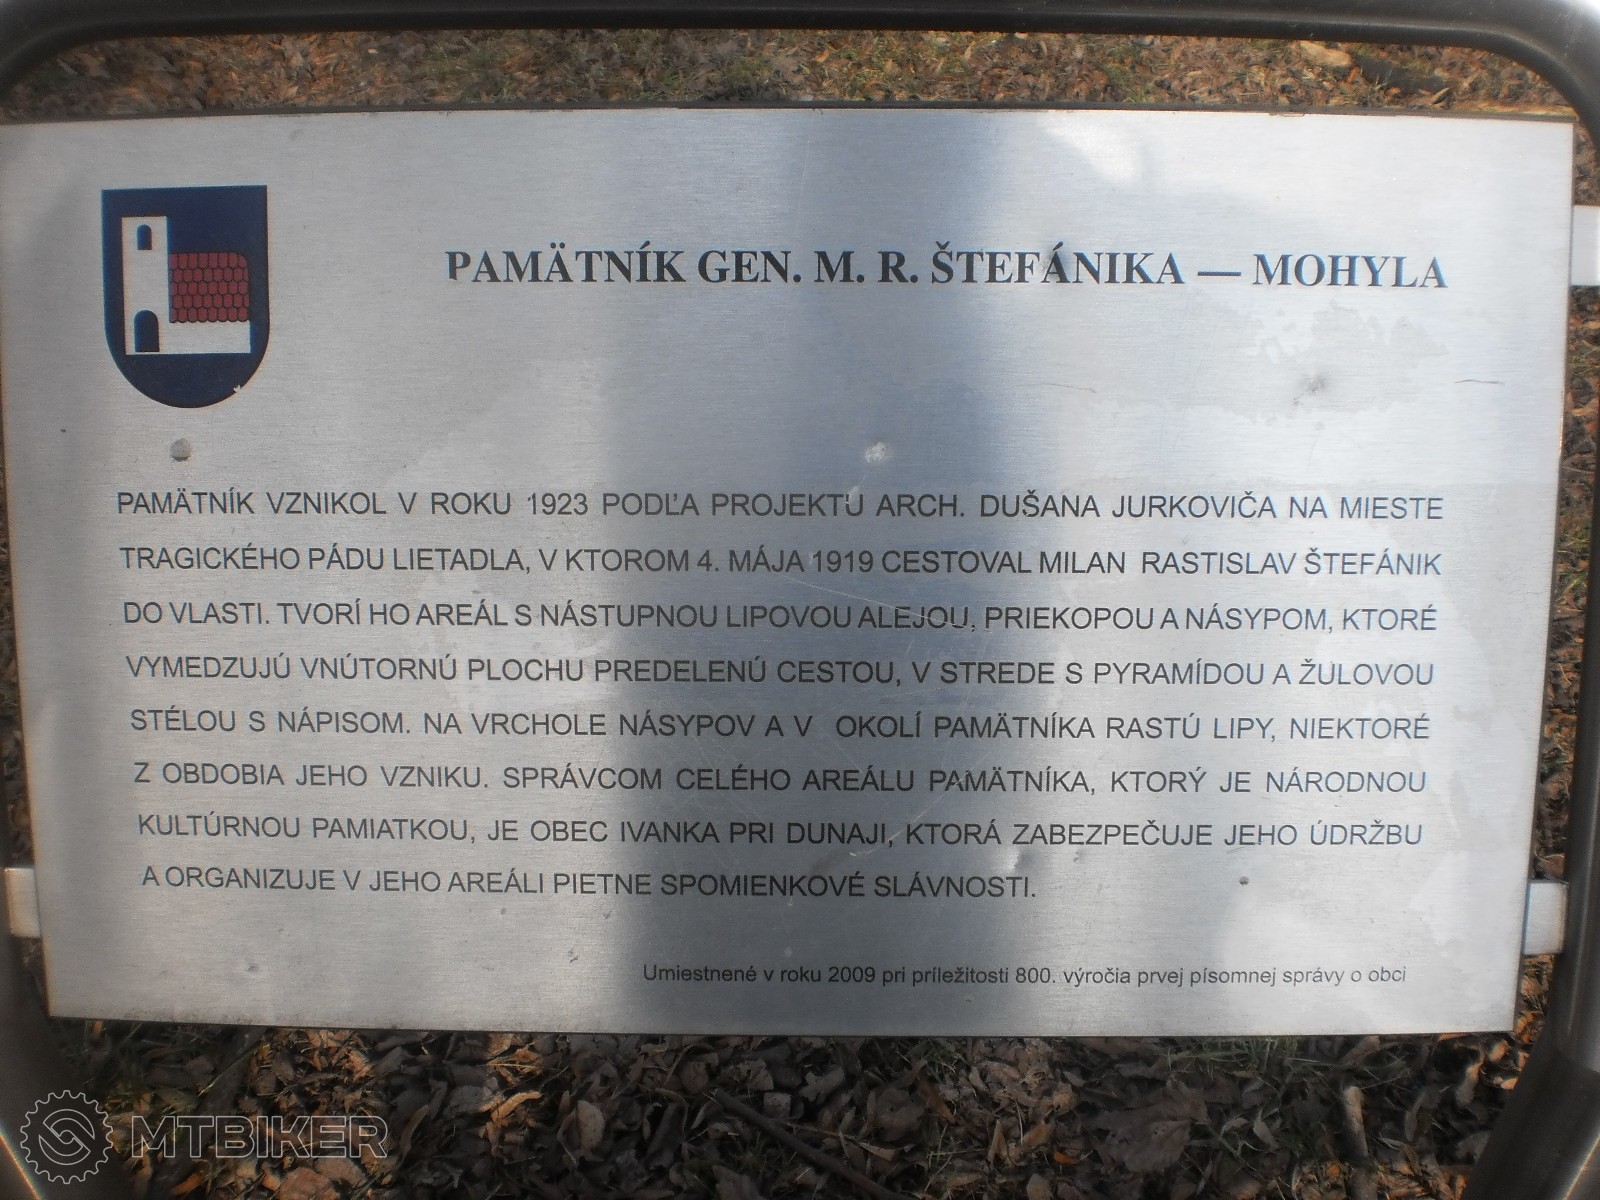 PAMÄTNÍK GEN. M. R. ŠTEFÁNIKA — MOHYLA
PAMÄTNÍK VZNIKOL V ROKU 1923 PODĽA PROJEKTU ARCH. DUŠANA JURKOVIČA NA MIESTE
TRAGICKÉHO PÁDU LIETADLA, V KTOROM 4. MÁJA 1919 CESTOVAL MILAN RASTISLAV ŠTEFÁNIK
DO VLASTI. TVORÍ HO AREÁL S NÁSTUPNOU LIPOVOU ALEJOU, PRIEKOPOU A NÁSYPOM, KTORÉ
VYMEDZUJÚ VNÚTORNÚ PLOCHU PREDELENÚ CESTOU, V STREDE S PYRAMÍDOU A ŽULOVOU
STÉLOU S NÁPISOM. NA VRCHOLE NÁSYPOV A V OKOLÍ PAMÄTNÍKA RASTÚ LIPY, NIEKTORÉ
Z OBDOBIA JEHO VZNIKU. SPRÁVCOM CELÉHO AREÁLU PAMÄTNÍKA, KTORÝ JE NÁRODNOU
KULTÚRNOU PAMIATKOU, JE OBEC IVANKA PRI DUNAJI, KTORÁ ZABEZPEČUJE JEHO ÚDRŽBU
A ORGANIZUJE V JEHO AREÁLI PIETNE SPOMIENKOVÉ SLÁVNOSTI.
Umiestnené v roku 2009 pri príležitosti 800. výročia prvej písomnej správy o obci
MTBIKER